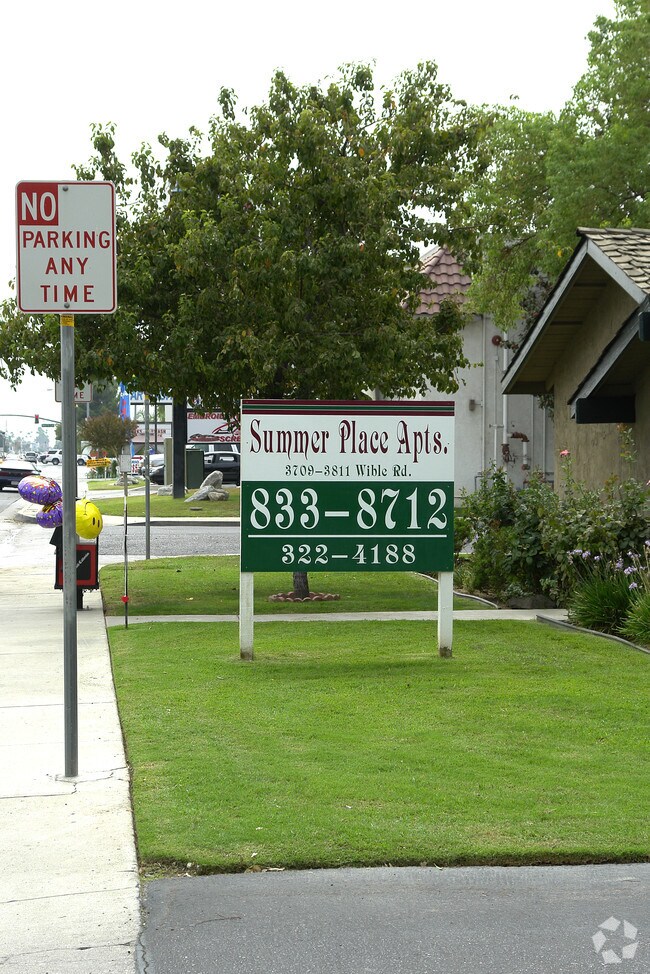 NO
PARKING
ANY
TIME
Summer Place Apts.
3709-3811 Wible Rd.
833-8712
322-4188